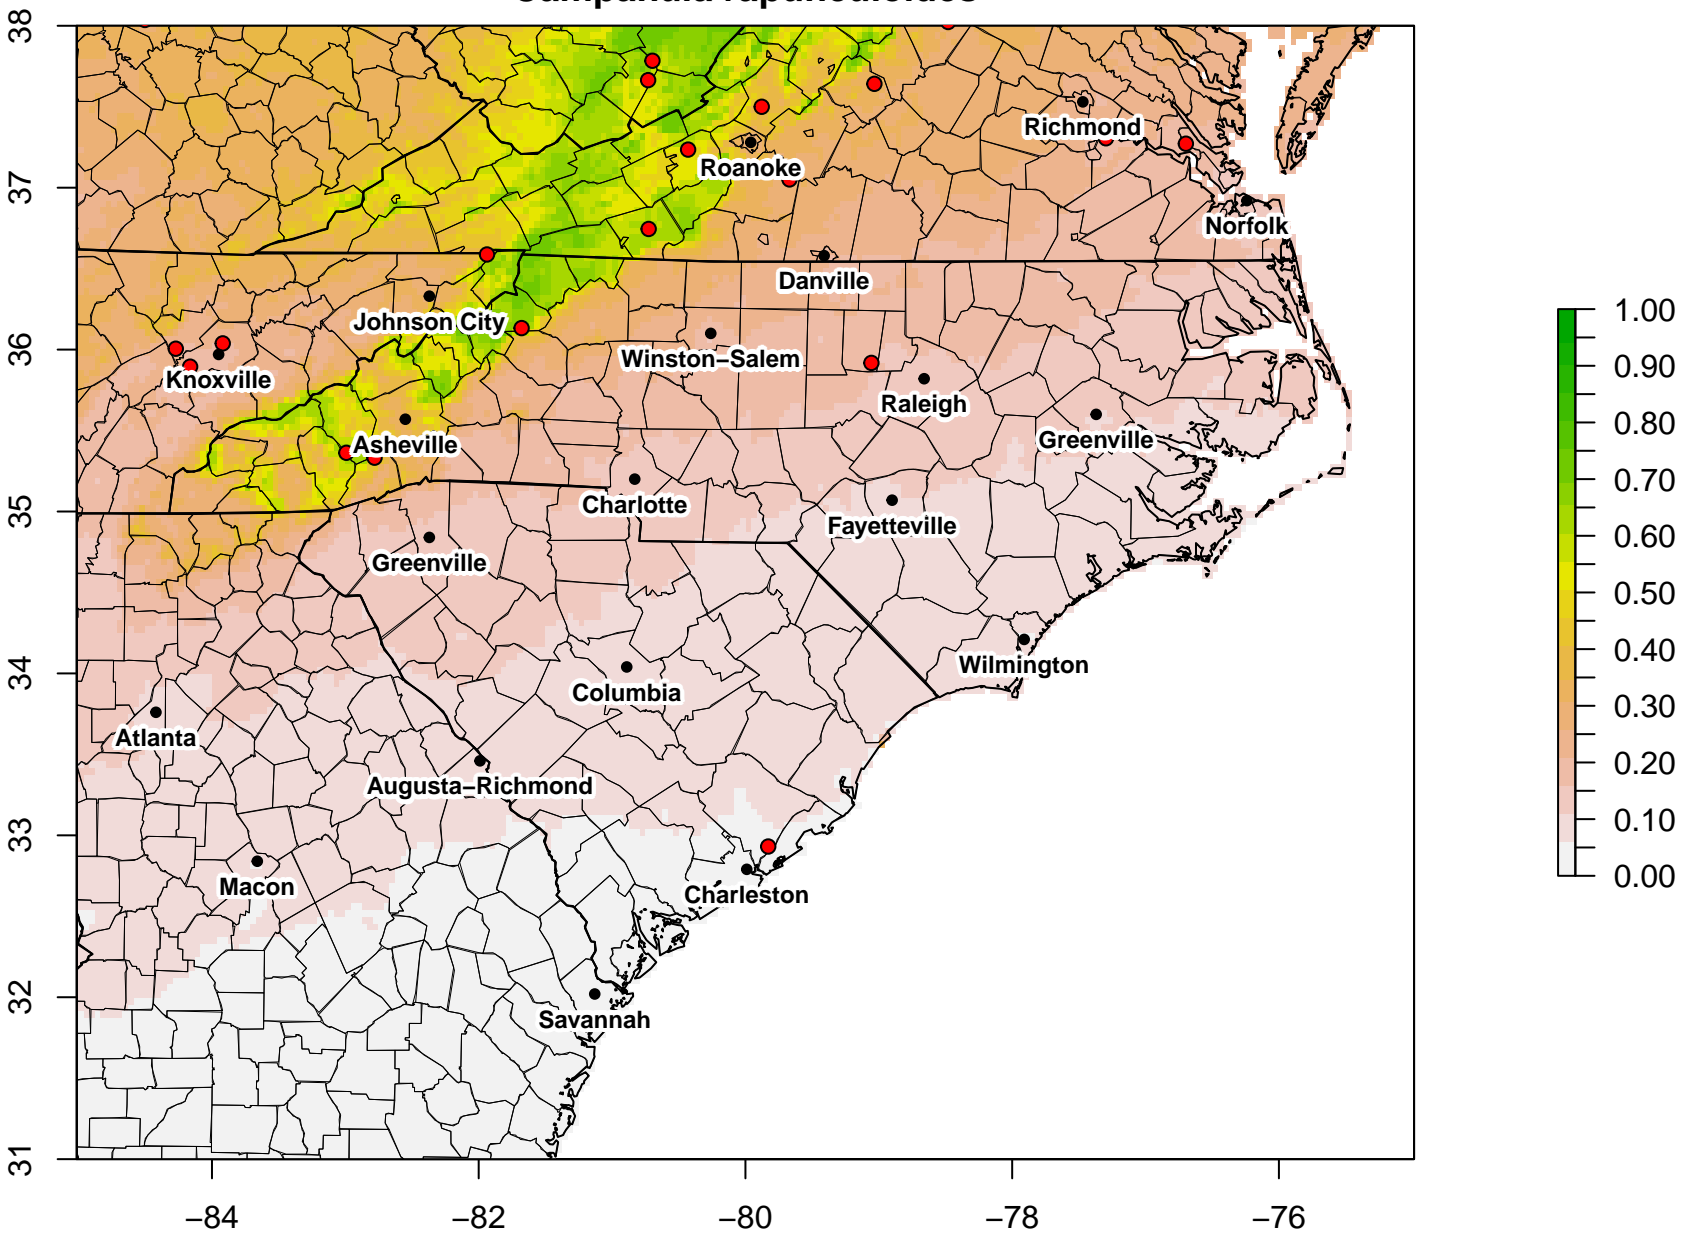 Campanula rapunculoides
38
Richmond
Roanoke
37
Norfolk
Danville
1.00
Johnson City
36
Winston–Salem
0.90
Knoxville
Raleigh
0.80
Asheville
Greenville
0.70
35
Charlotte
Fayetteville
0.60
Greenville
0.50
0.40
34
Wilmington
Columbia
0.30
Atlanta
0.20
Augusta–Richmond
33
0.10
Macon
0.00
Charleston
32
Savannah
31
–84
–82
–80
–78
–76